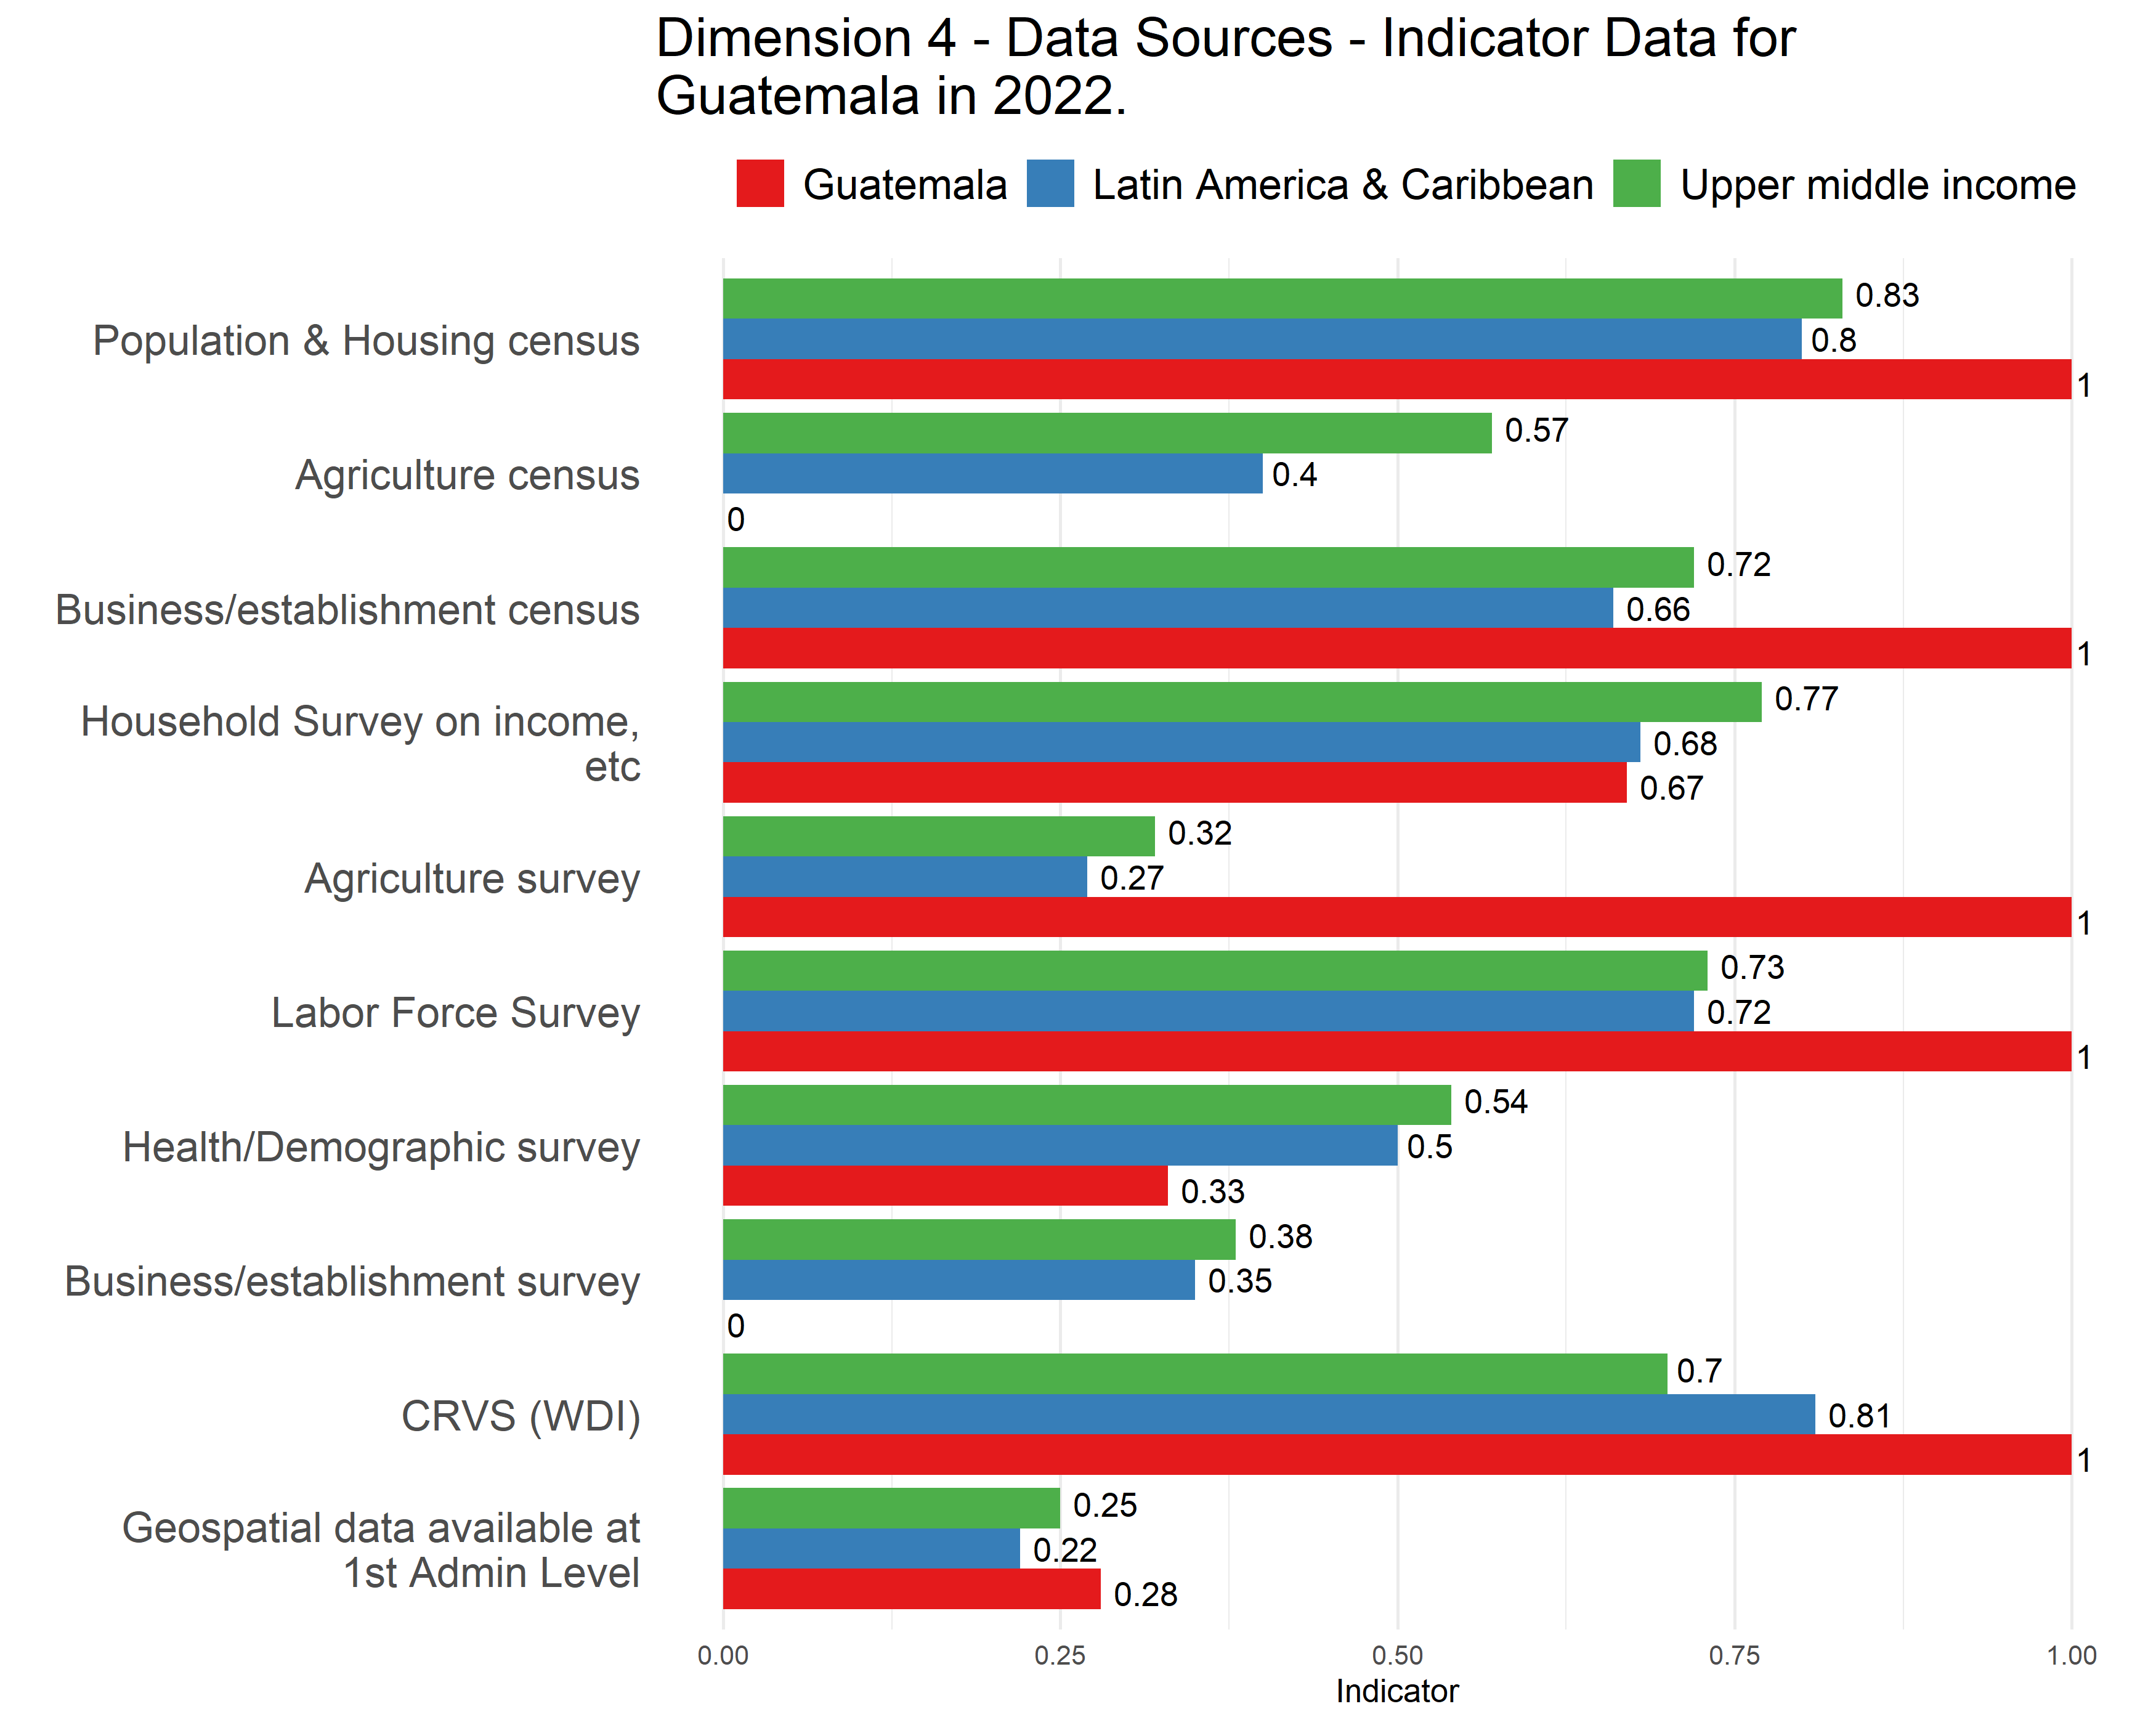 Dimension 4 - Data Sources - Indicator Data for
Guatemala in 2022.
Guatemala Latin America & Caribbean Upper middle income
Population & Housing census
0.83
0.8
1
Agriculture census
0.57
0.4
0
Business/establishment census
0.72
0.66
1
Household Survey on income,
etc
0.77
0.68
0.67
Agriculture survey
0.32
0.27
1
Labor Force Survey
0.73
0.72
1
Health/Demographic survey
0.54
0.5
0.33
Business/establishment survey
0.38
0.35
0
CRVS (WDI)
0.7
0.81
1
Geospatial data available at
1st Admin Level
0.25
0.22
0.28
0.00 0.25 0.50 0.75 1.00
Indicator